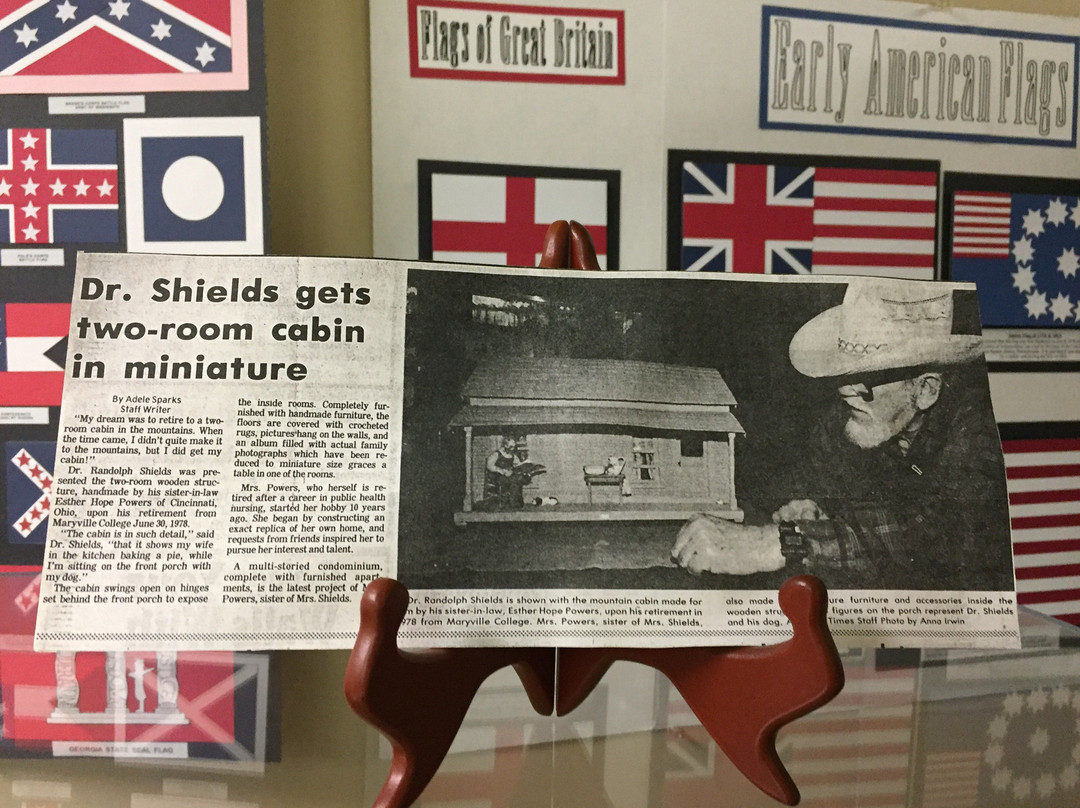 Flags of Great Britain
Early American Flags
Dr. Shields gets
two-room cabin
in miniature
By Adele Sparks
Staff Writer
"My dream was to retire to a two-
room cabin in the mountains. When
the time came, I didn't quite make it
to the mountains, but I did get my
cabin!"
Dr. Randolph Shields was pre-
sented the two-room wooden struc-
ture, handmade by his sister-in-law
Esther Hope Powers of Cincinnati,
Ohio, upon his retirement from
Maryville College June 30, 1978.
"The cabin is in such detail," said
Dr. Shields, "that it shows my wife
in the kitchen baking a pie, while
I'm sitting on the front porch with
my dog."
The cabin swings open on hinges
set behind the front porch to expose
the inside rooms. Completely fur-
nished with handmade furniture, the
floors are covered with crocheted
rugs, pictures hang on the walls, and
an album filled with actual family
photographs which have been re-
duced to miniature size graces a
table in one of the rooms.
Mrs. Powers, who herself is re-
tired after a career in public health
nursing, started her hobby 10 years
ago. She began by constructing an
exact replica of her own home, and
requests from friends inspired her to
pursue her interest and talent.
A multi-storied condominium,
complete with furnished apart-
ments, is the latest project of
Powers, sister of Mrs. Shields.
Dr. Randolph Shields is shown with the mountain cabin made for
by his sister-in-law, Esther Hope Powers, upon his retirement in
978 from Maryville College. Mrs. Powers, sister of Mrs. Shields,
also made ure furniture and accessories inside the
wooden stru figures on the porch represent Dr. Shields
and his dog. Times Staff Photo by Anna Irwin
GEORGIA STATE SEAL FLAG